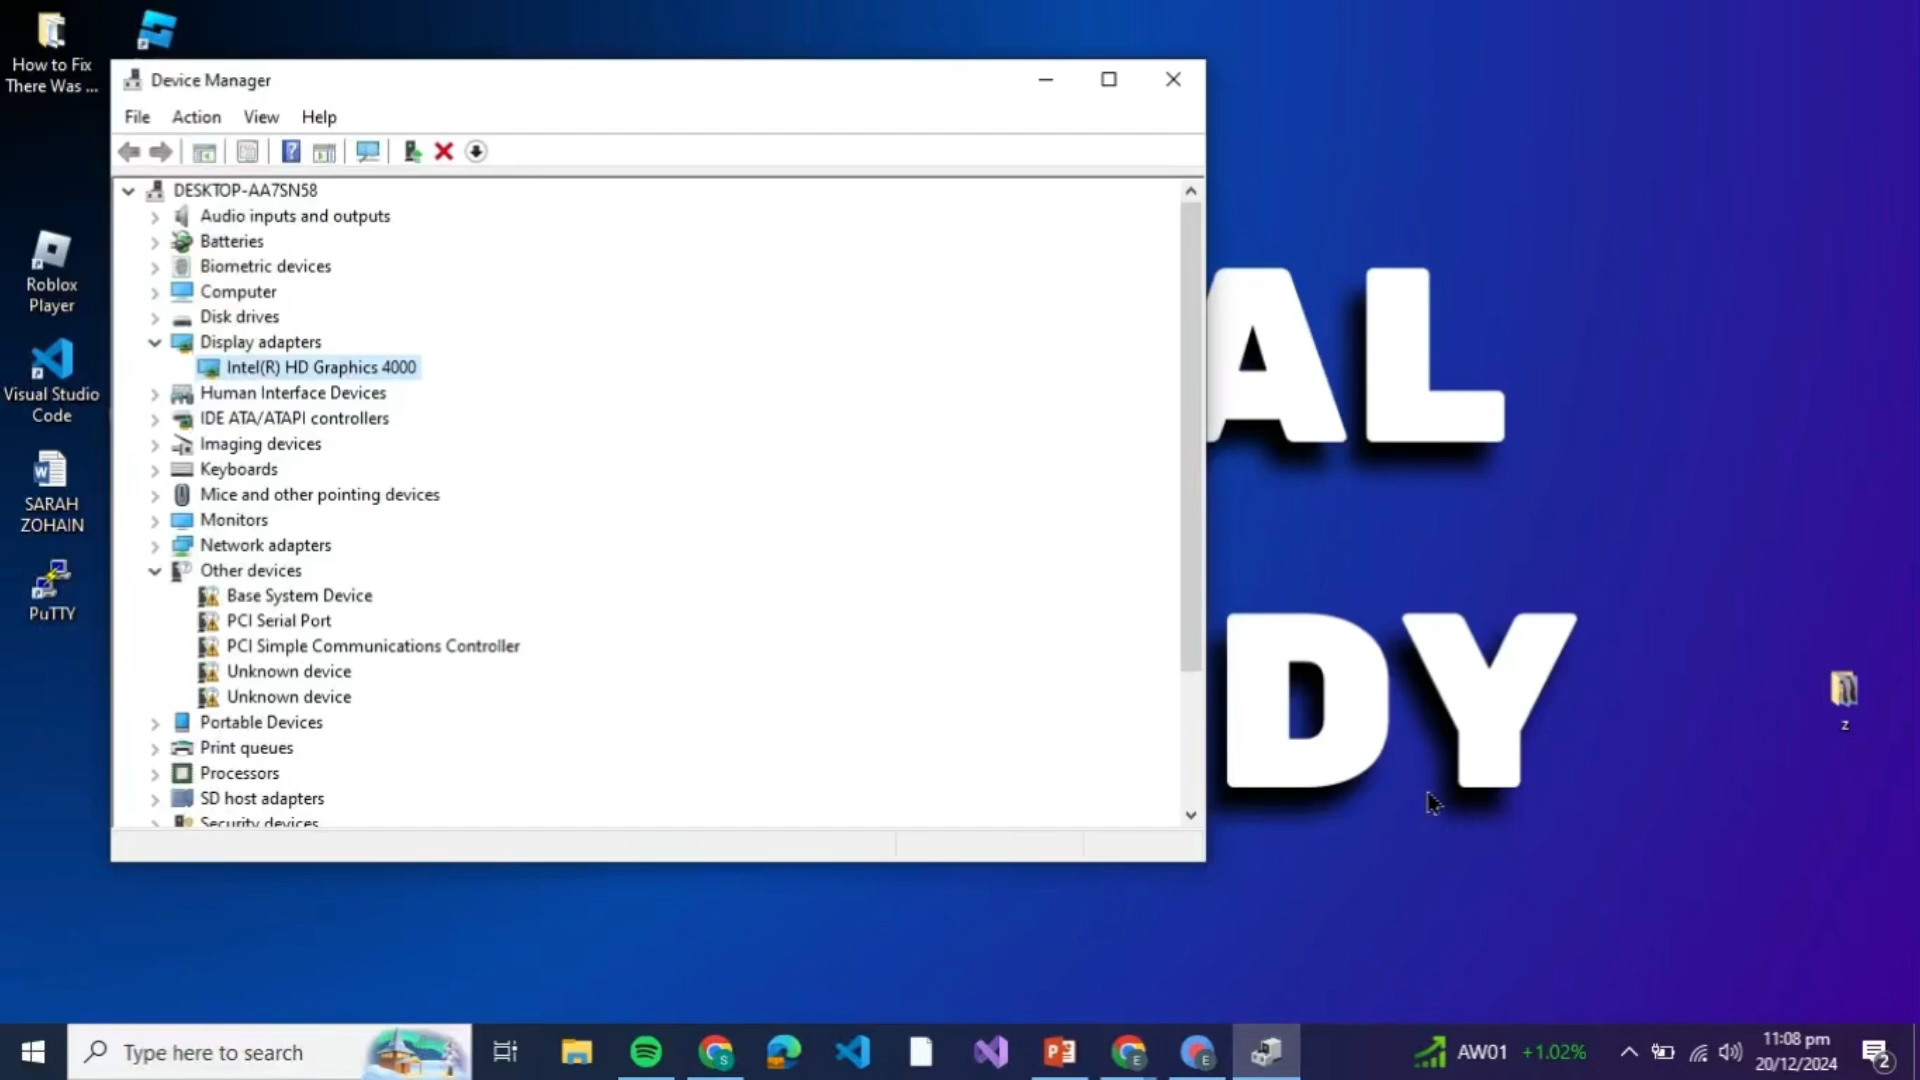 How to Fix
There Was ...
Roblox
Player
Visual Studio
Code
SARAH
ZOHAIN
PuTTY
Device Manager
File Action View Help
DESKTOP-AA7SN58
Audio inputs and outputs
Batteries
Biometric devices
Computer
Disk drives
Display adapters
Intel(R) HD Graphics 4000
Human Interface Devices
IDE ATA/ATAPI controllers
Imaging devices
Keyboards
Mice and other pointing devices
Monitors
Network adapters
Other devices
Base System Device
PCI Serial Port
PCI Simple Communications Controller
Unknown device
Unknown device
Portable Devices
Print queues
Processors
SD host adapters
Security devices
AL
DY
z
Type here to search
AW01 +1.02%
11:08 pm
20/12/2024
2